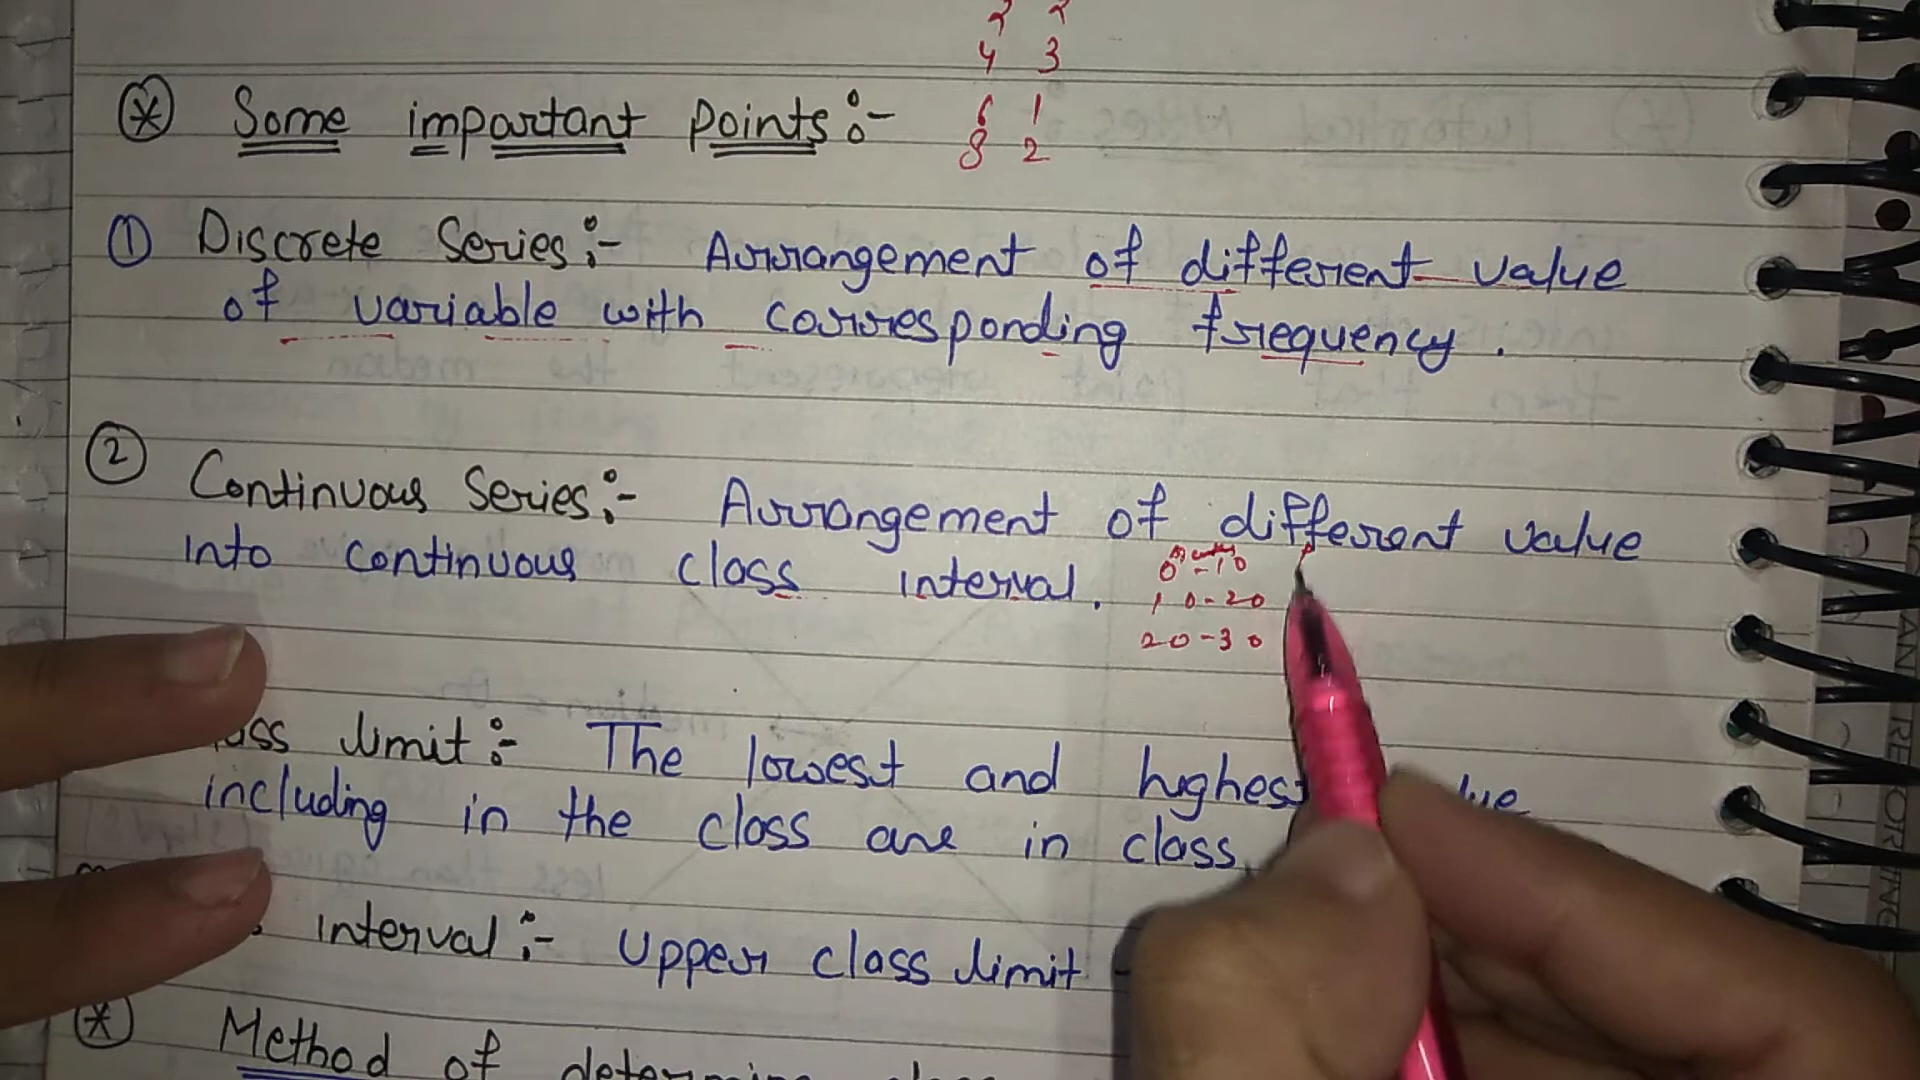 4 3
⊛ Some important points :-
6 1
8 2
① Discrete Series :- Arrangement of different value
of variable with corresponding frequency.
② Continuous Series :- Arrangement of different value
into continuous class interval.
0-10
10-20
20-30
limit :- The lowest and highest
including in the class are in class,
interval :- Upper class limit -
⊛ Method of